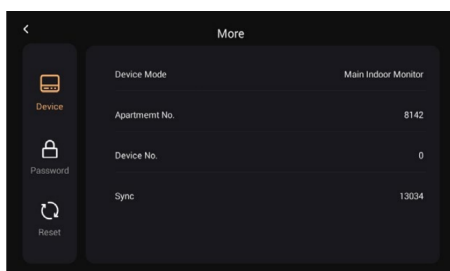 More
Device
Password
Reset
Device Mode Main Indoor Monitor
Apartmemt No. 8142
Device No. 0
Sync 13034